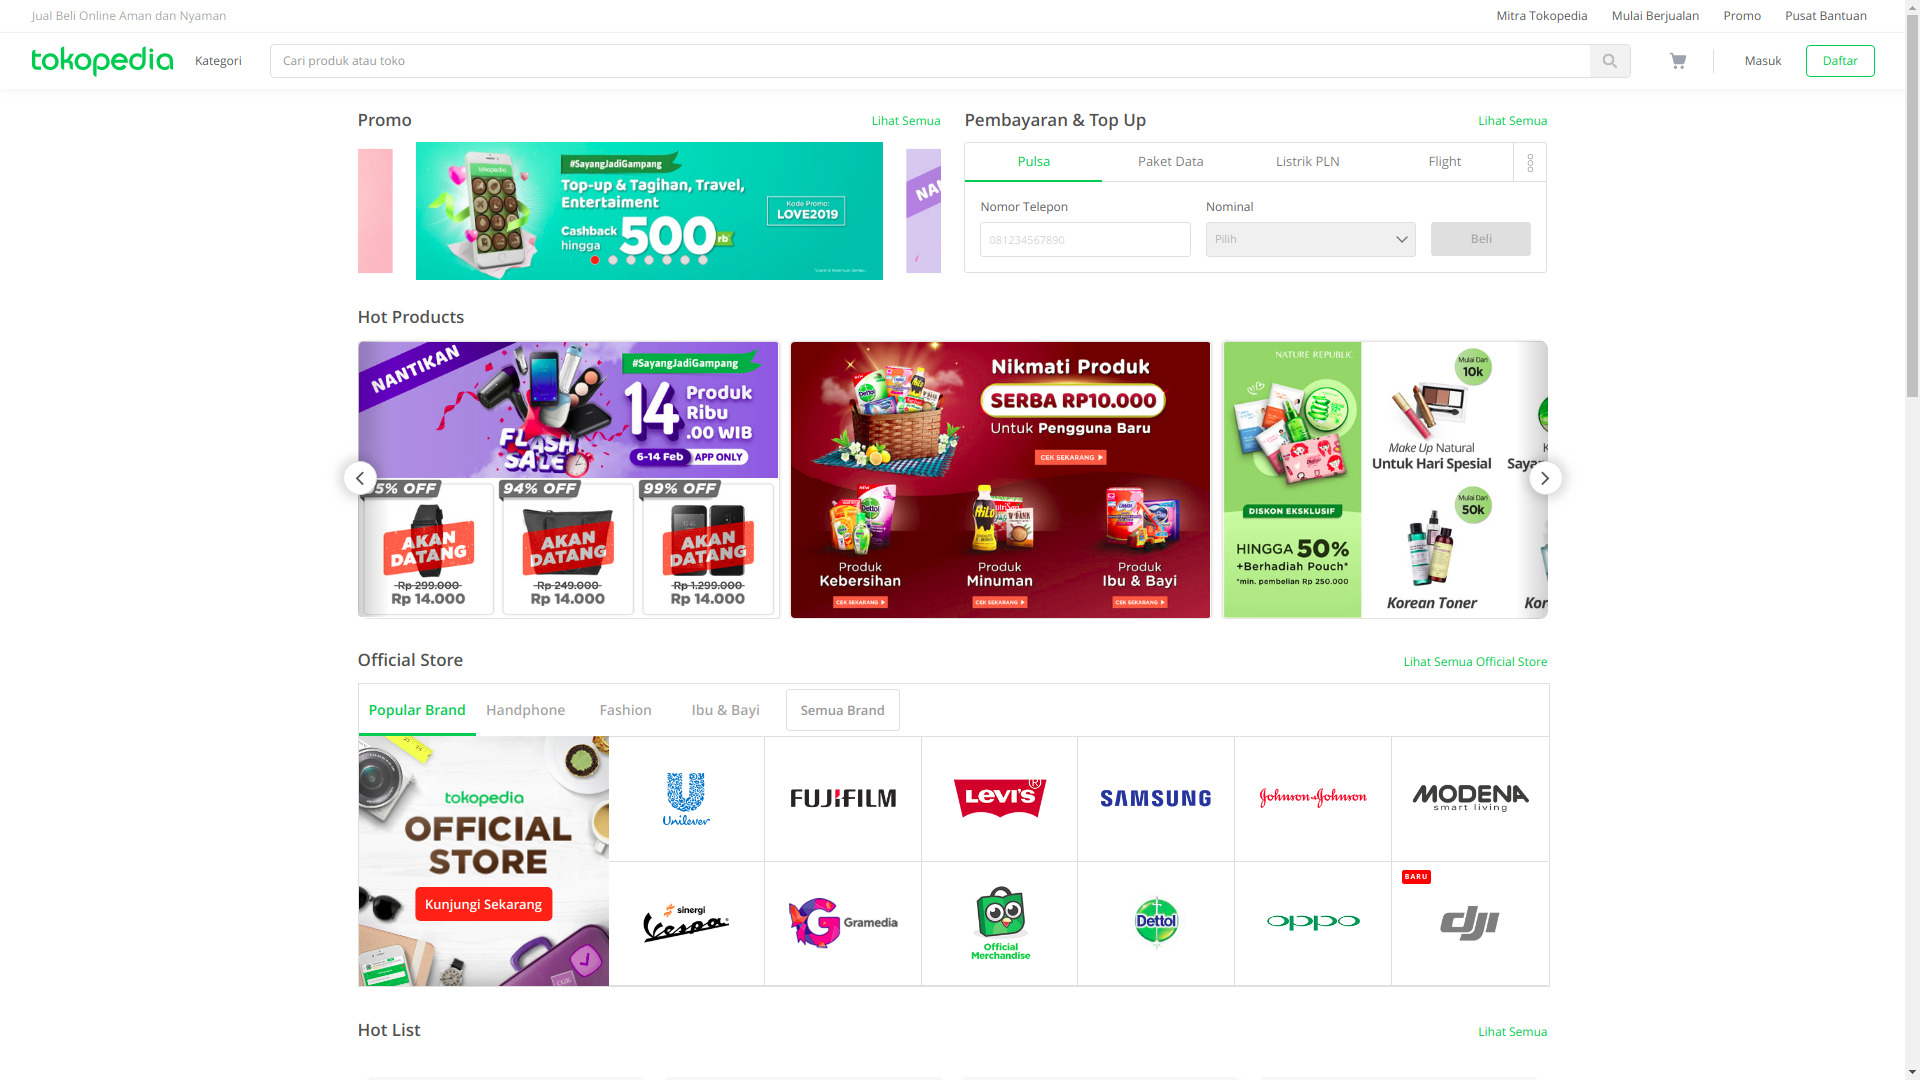 Jual Beli Online Aman dan Nyaman
Mitra Tokopedia
Mulai Berjualan
Promo
Pusat Bantuan
tokopedia
Kategori
Cari produk atau toko
Masuk
Daftar
Promo
Lihat Semua
#SayangJadiGampang
Top-up & Tagihan, Travel,
Entertaiment
Cashback
hingga
500 rb
Kode Promo:
LOVE2019
NAN
Pembayaran & Top Up
Lihat Semua
Pulsa
Paket Data
Listrik PLN
Flight
Nomor Telepon
Nominal
081234567890
Pilih
Beli
Hot Products
NANTIKAN
#SayangJadiGampang
14 Produk
Ribu
.00 WIB
FLASH
SALE
6-14 Feb APP ONLY
5% OFF
94% OFF
99% OFF
AKAN
DATANG
AKAN
DATANG
AKAN
DATANG
Rp 299.000
Rp 249.000
Rp 1.299.000
Rp 14.000
Rp 14.000
Rp 14.000
Nikmati Produk
SERBA RP10.000
Untuk Pengguna Baru
CEK SEKARANG
Produk
Kebersihan
CEK SEKARANG
Produk
Minuman
CEK SEKARANG
Produk
Ibu & Bayi
CEK SEKARANG
NATURE REPUBLIC
DISKON EKSKLUSIF
HINGGA 50%
+Berhadiah Pouch*
*min. pembelian Rp 250.000
Mulai Dari
10k
Make Up Natural
Untuk Hari Spesial
Mulai Dari
50k
Korean Toner
K
Saya
Kor
Official Store
Lihat Semua Official Store
Popular Brand
Handphone
Fashion
Ibu & Bayi
Semua Brand
tokopedia
OFFICIAL
STORE
Kunjungi Sekarang
Unilever
FUJIFILM
LEVI'S
SAMSUNG
Johnson & Johnson
MODENA
smart living
sinergi
Vespa
Gramedia
Official
Merchandise
Dettol
oppo
BARU
dji
Hot List
Lihat Semua